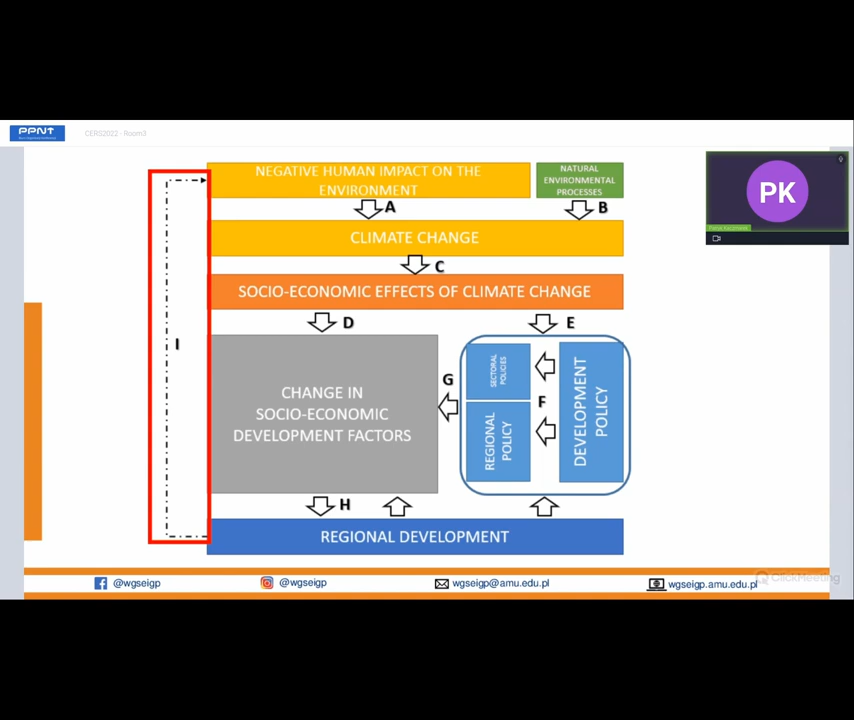 PPNT
CERS2022 - Room3
NEGATIVE HUMAN IMPACT ON THE
ENVIRONMENT
NATURAL
ENVIRONMENTAL
PROCESSES
PK
A
B
CLIMATE CHANGE
C
SOCIO-ECONOMIC EFFECTS OF CLIMATE CHANGE
D
E
I
CHANGE IN
SOCIO-ECONOMIC
DEVELOPMENT FACTORS
G
SECTORAL
POLICIES
F
REGIONAL
POLICY
DEVELOPMENT
POLICY
H
REGIONAL DEVELOPMENT
@wgseigp
@wgseigp
wgseigp@amu.edu.pl
wgseigp.amu.edu.pl
ClickMeeting